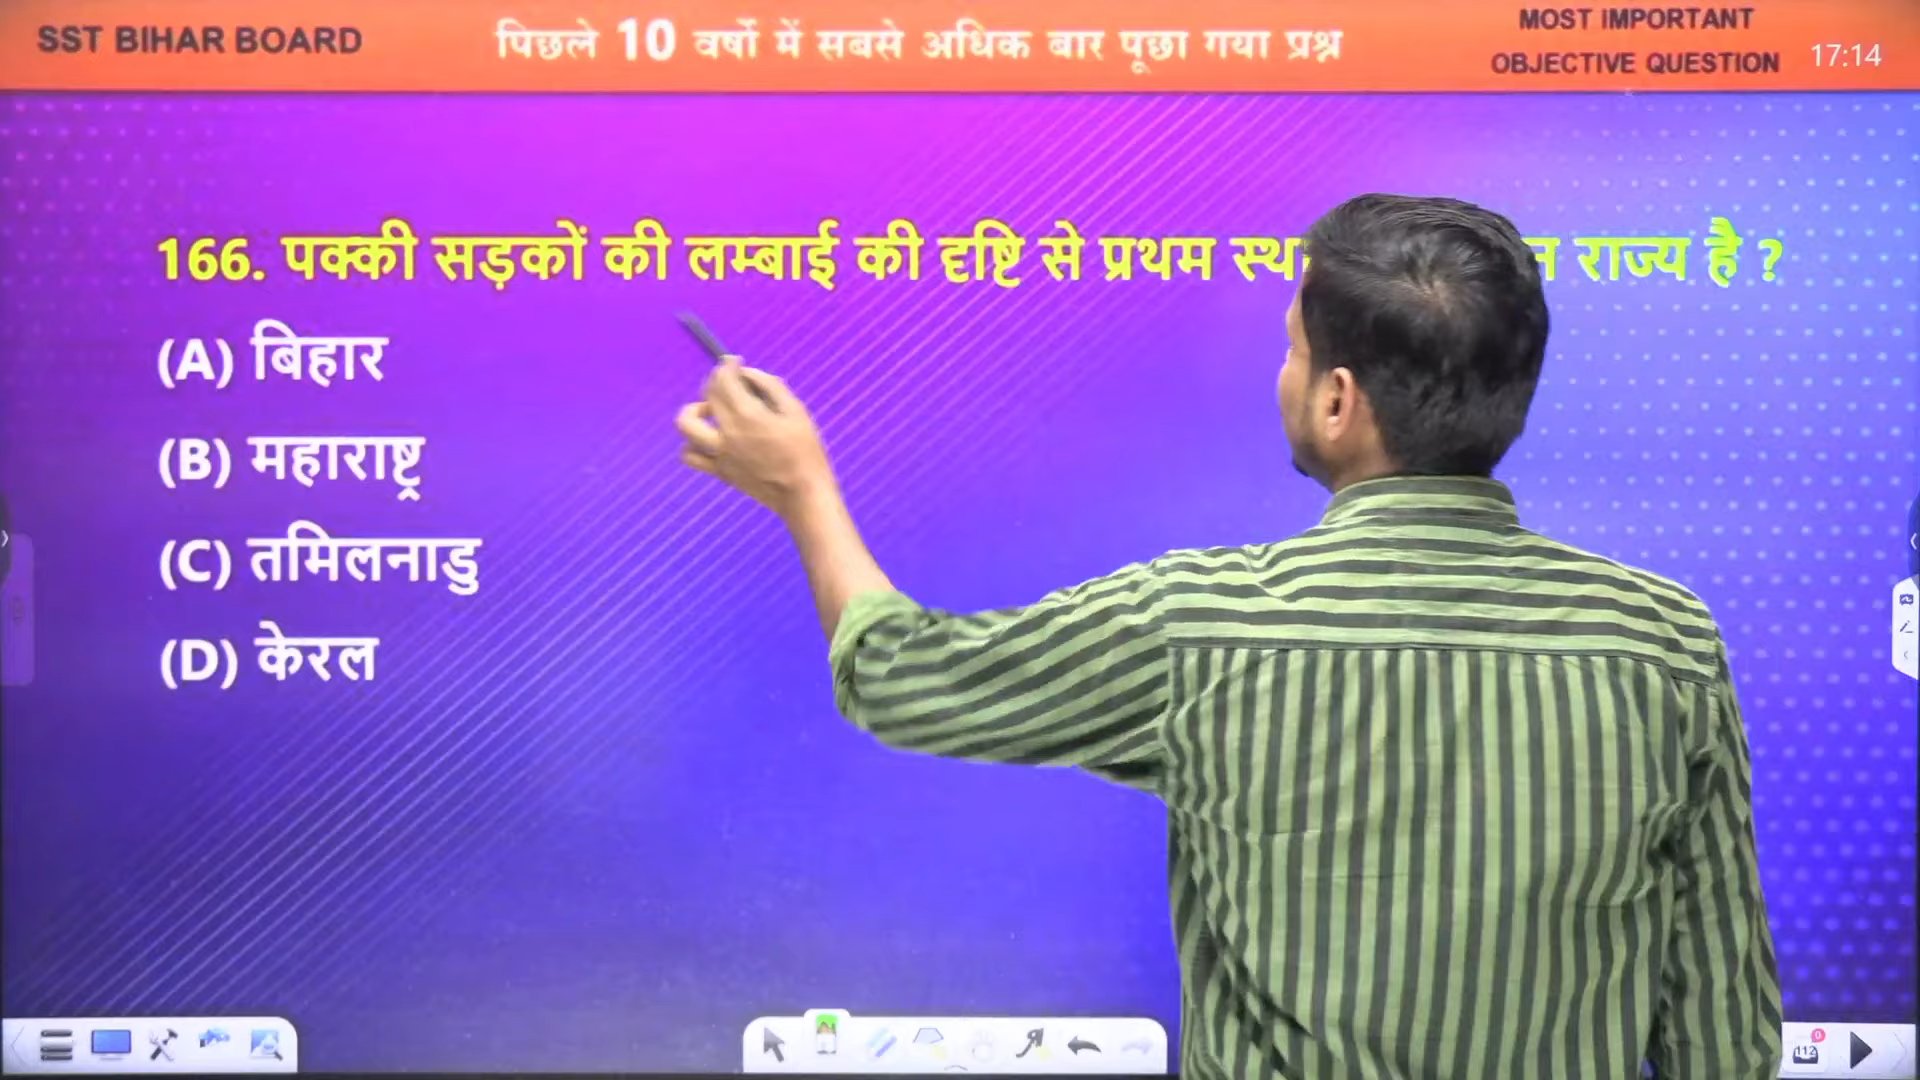 SST BIHAR BOARD
पिछले 10 वर्षो में सबसे अधिक बार पूछा गया प्रश्न
MOST IMPORTANT
OBJECTIVE QUESTION
17:14
166. पक्की सड़कों की लम्बाई की दृष्टि से प्रथम राज्य है ?
(A) बिहार
(B) महाराष्ट्र
(C) तमिलनाडु
(D) केरल
112